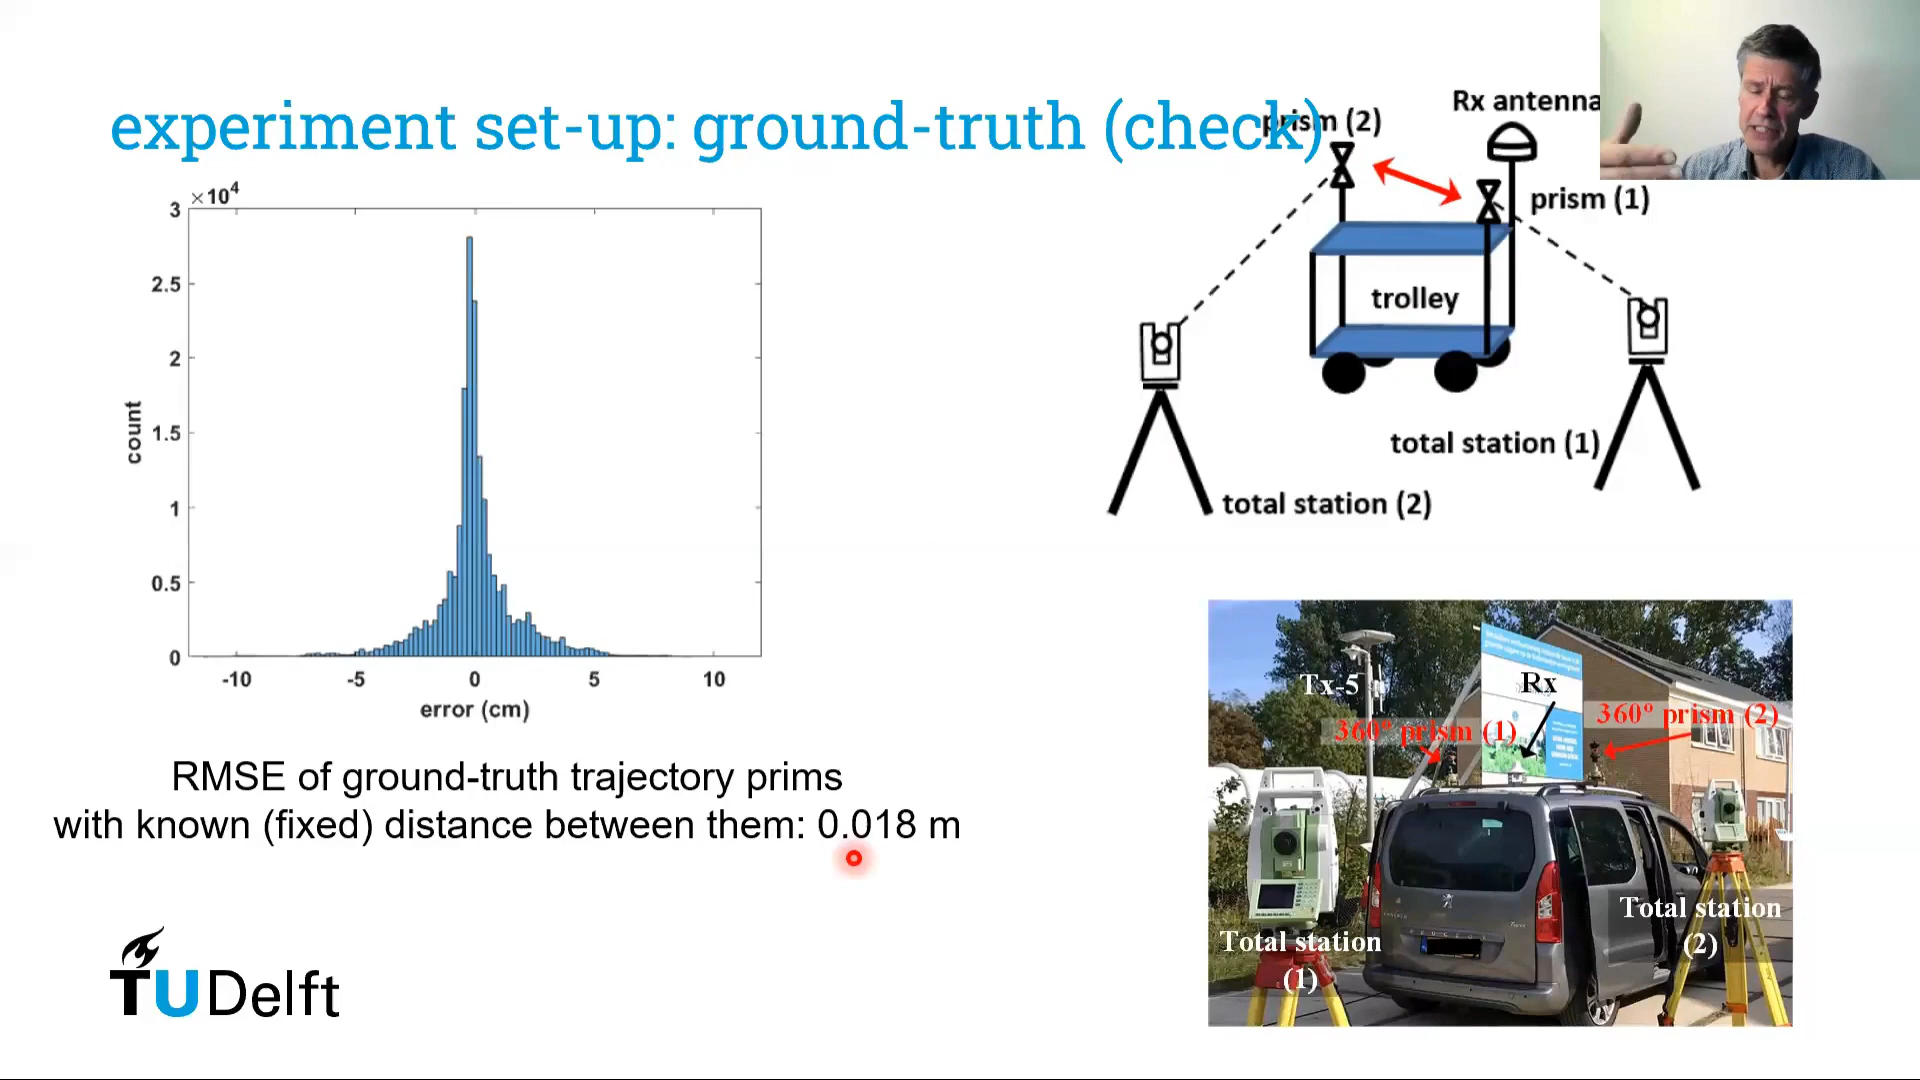 experiment set-up: ground-truth (check)
×10⁴
3
2.5
2
1.5
1
0.5
0
count
-10 -5 0 5 10
error (cm)
RMSE of ground-truth trajectory prims
with known (fixed) distance between them: 0.018 m
TUDelft
prism (2)
Rx antenna
prism (1)
trolley
total station (1)
total station (2)
Tx-5
Rx
360° prism (1)
360° prism (2)
Total station
(1)
Total station
(2)